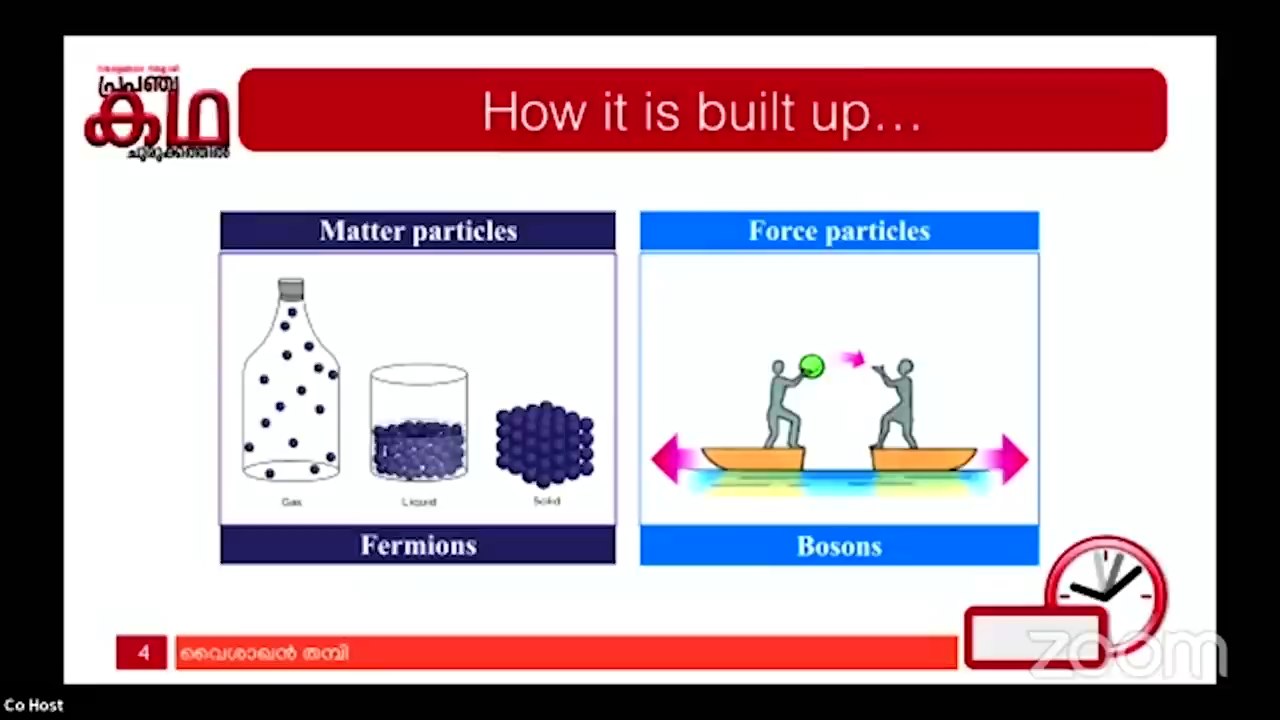 പ്രപഞ്ച
കഥ
ചുരുക്കത്തിൽ
How it is built up...
Matter particles
Force particles
Gas
Liquid
Solid
Fermions
Bosons
4
വൈശാഖൻ തമ്പി
zoom
Co Host